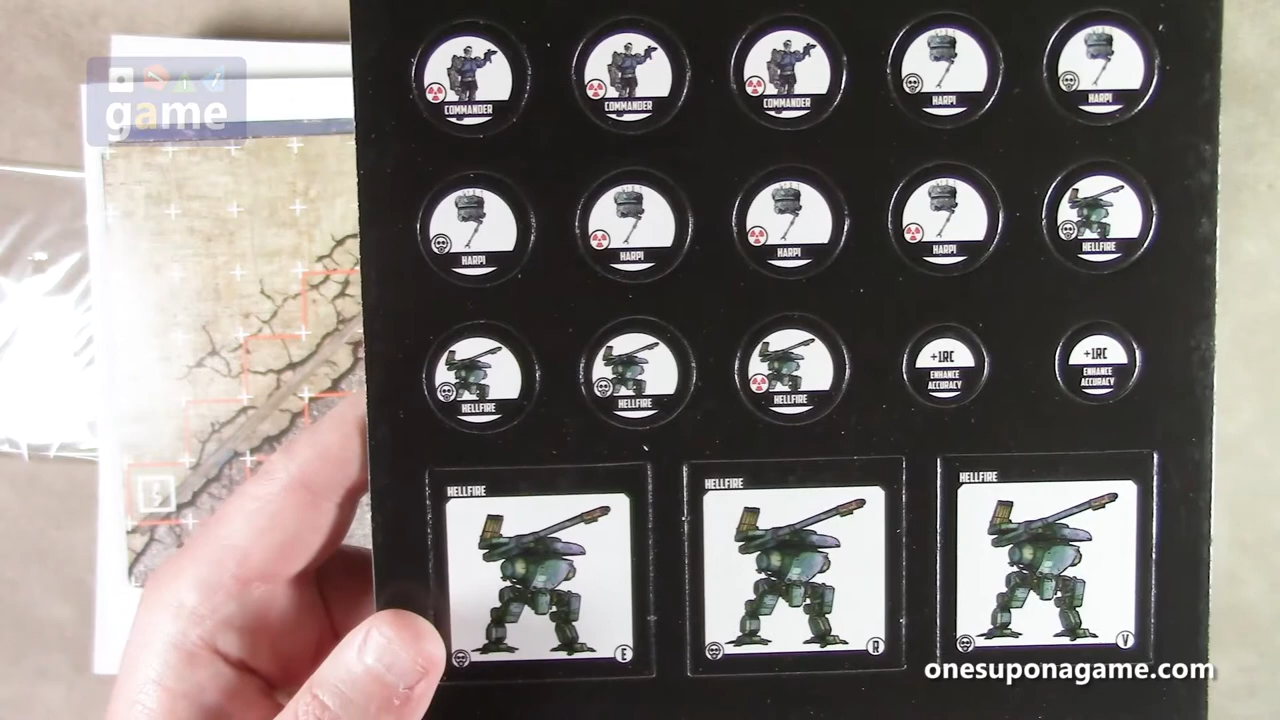 game
COMMANDER
COMMANDER
COMMANDER
HARPI
HARPI
HARPI
HARPI
HARPI
HARPI
HELLFIRE
HELLFIRE
HELLFIRE
HELLFIRE
+1RC
ENHANCE
ACCURACY
+1RC
ENHANCE
ACCURACY
HELLFIRE
E
HELLFIRE
R
HELLFIRE
V
onesuponagame.com